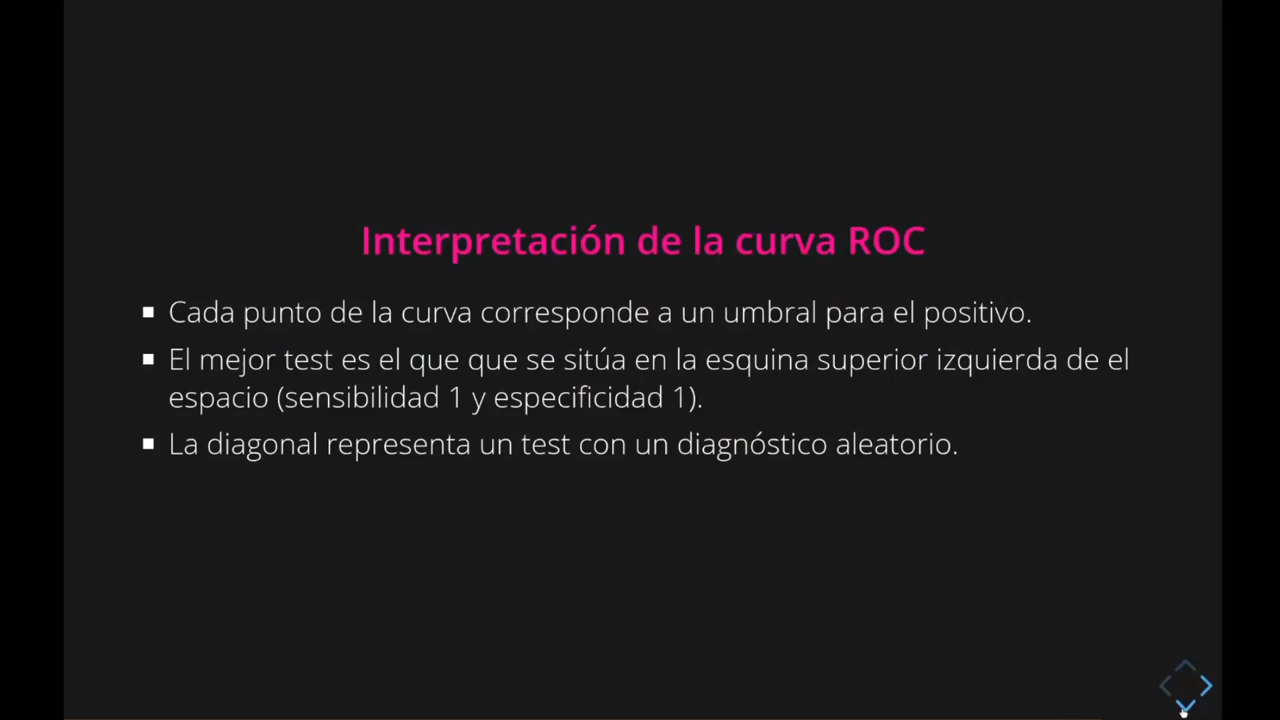 Interpretación de la curva ROC
Cada punto de la curva corresponde a un umbral para el positivo.
El mejor test es el que que se sitúa en la esquina superior izquierda de el
espacio (sensibilidad 1 y especificidad 1).
La diagonal representa un test con un diagnóstico aleatorio.